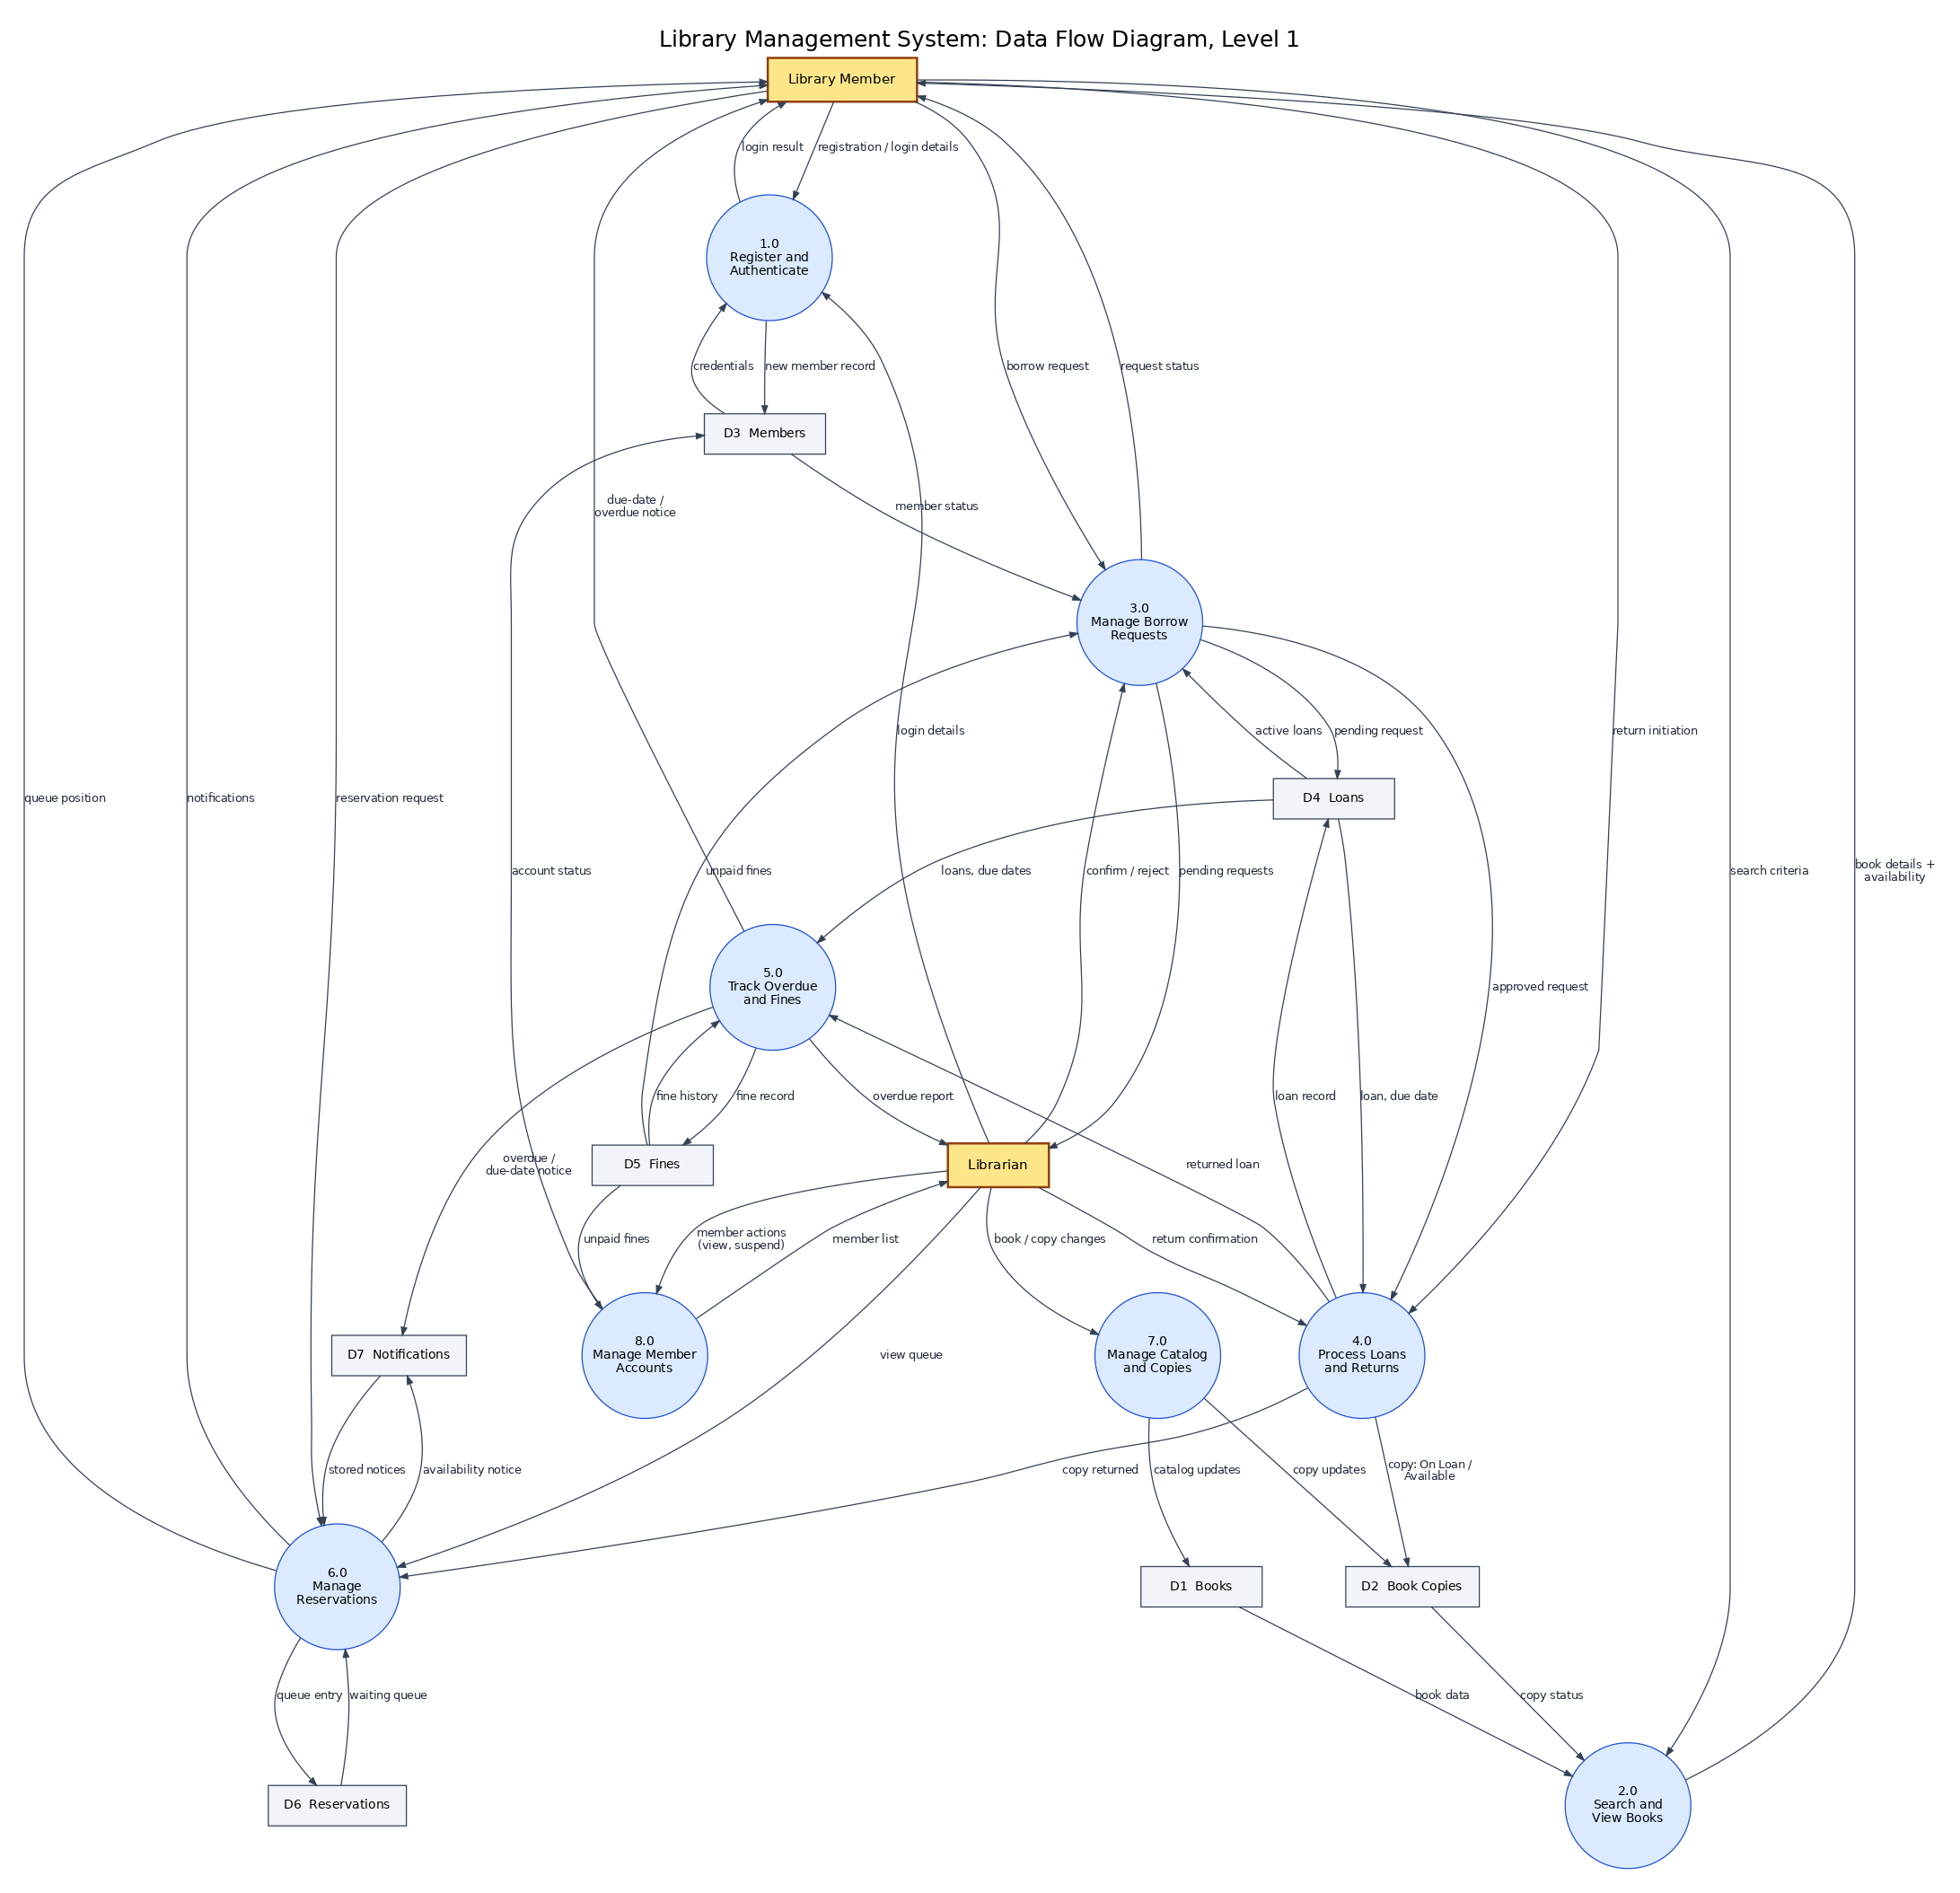 Library Management System: Data Flow Diagram, Level 1
Library Member
login result
registration / login details
1.0
Register and
Authenticate
credentials
new member record
borrow request
request status
D3  Members
due-date /
overdue notice
member status
3.0
Manage Borrow
Requests
login details
active loans
pending request
return initiation
queue position
notifications
reservation request
D4  Loans
account status
unpaid fines
loans, due dates
confirm / reject
pending requests
search criteria
book details +
availability
5.0
Track Overdue
and Fines
approved request
fine history
fine record
overdue report
loan record
loan, due date
overdue /
due-date notice
D5  Fines
Librarian
returned loan
unpaid fines
member actions
(view, suspend)
member list
book / copy changes
return confirmation
D7  Notifications
8.0
Manage Member
Accounts
view queue
7.0
Manage Catalog
and Copies
4.0
Process Loans
and Returns
stored notices
availability notice
copy returned
catalog updates
copy updates
copy: On Loan /
Available
6.0
Manage
Reservations
D1  Books
D2  Book Copies
queue entry
waiting queue
book data
copy status
D6  Reservations
2.0
Search and
View Books